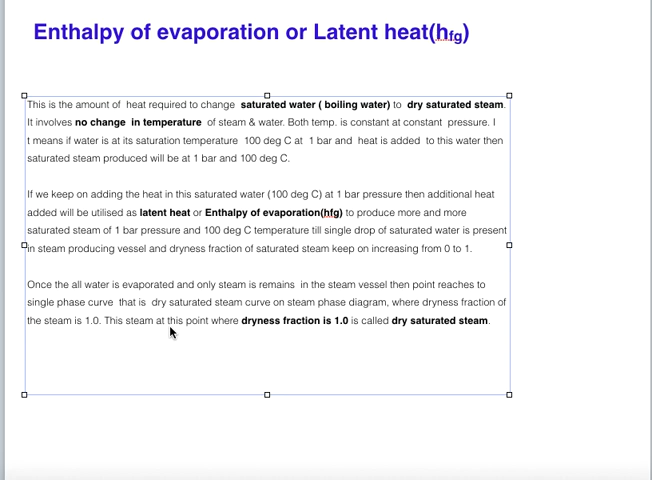 Enthalpy of evaporation or Latent heat(hfg)
This is the amount of heat required to change saturated water ( boiling water) to dry saturated steam.
It involves no change in temperature of steam & water. Both temp. is constant at constant pressure. I
t means if water is at its saturation temperature 100 deg C at 1 bar and heat is added to this water then
saturated steam produced will be at 1 bar and 100 deg C.
If we keep on adding the heat in this saturated water (100 deg C) at 1 bar pressure then additional heat
added will be utilised as latent heat or Enthalpy of evaporation(hfg) to produce more and more
saturated steam of 1 bar pressure and 100 deg C temperature till single drop of saturated water is present
in steam producing vessel and dryness fraction of saturated steam keep on increasing from 0 to 1.
Once the all water is evaporated and only steam is remains in the steam vessel then point reaches to
single phase curve that is dry saturated steam curve on steam phase diagram, where dryness fraction of
the steam is 1.0. This steam at this point where dryness fraction is 1.0 is called dry saturated steam.